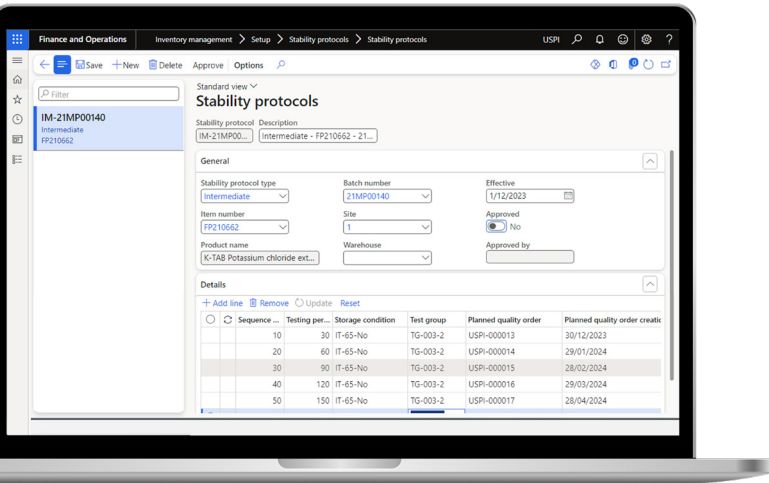 Finance and Operations Inventory management > Setup > Stability protocols > Stability protocols USPI ?
Save + New Delete Approve Options 0
Filter
IM-21MP00140
Intermediate
FP210662
Standard view
Stability protocols
Stability protocol Description
IM-21MP00... Intermediate - FP210662 - 21...
General
Stability protocol type Batch number Effective
Intermediate 21MP00140 1/12/2023
Item number Site Approved
FP210662 1 No
Product name Warehouse Approved by
K-TAB Potassium chloride ext...
Details
+ Add line Remove Update Reset
Sequence ... Testing per... Storage condition Test group Planned quality order Planned quality order creatic
10 30 IT-65-No TG-003-2 USPI-000013 30/12/2023
20 60 IT-65-No TG-003-2 USPI-000014 29/01/2024
30 90 IT-65-No TG-003-2 USPI-000015 28/02/2024
40 120 IT-65-No TG-003-2 USPI-000016 29/03/2024
50 150 IT-65-No TG-003-2 USPI-000017 28/04/2024